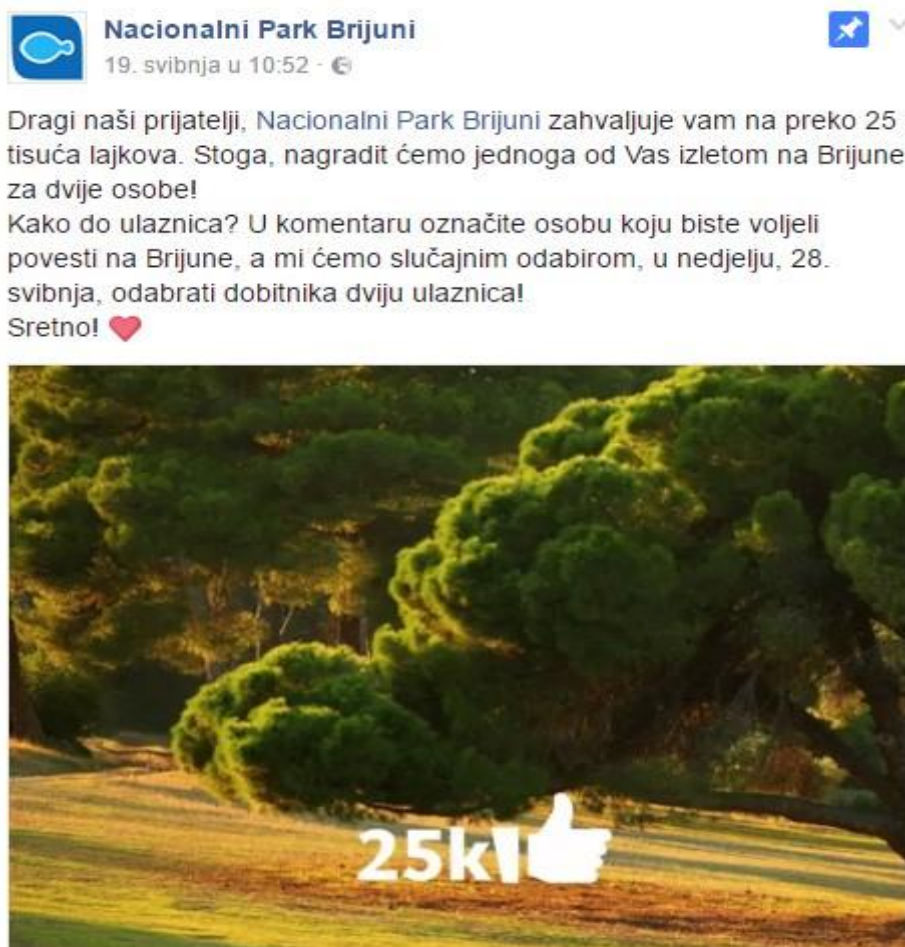 Nacionalni Park Brijuni
19. svibnja u 10:52 ·
Dragi naši prijatelji, Nacionalni Park Brijuni zahvaljuje vam na preko 25
tisuća lajkova. Stoga, nagradit ćemo jednoga od Vas izletom na Brijune
za dvije osobe!
Kako do ulaznica? U komentaru označite osobu koju biste voljeli
povesti na Brijune, a mi ćemo slučajnim odabirom, u nedjelju, 28.
svibnja, odabrati dobitnika dviju ulaznica!
Sretno! ❤
25k